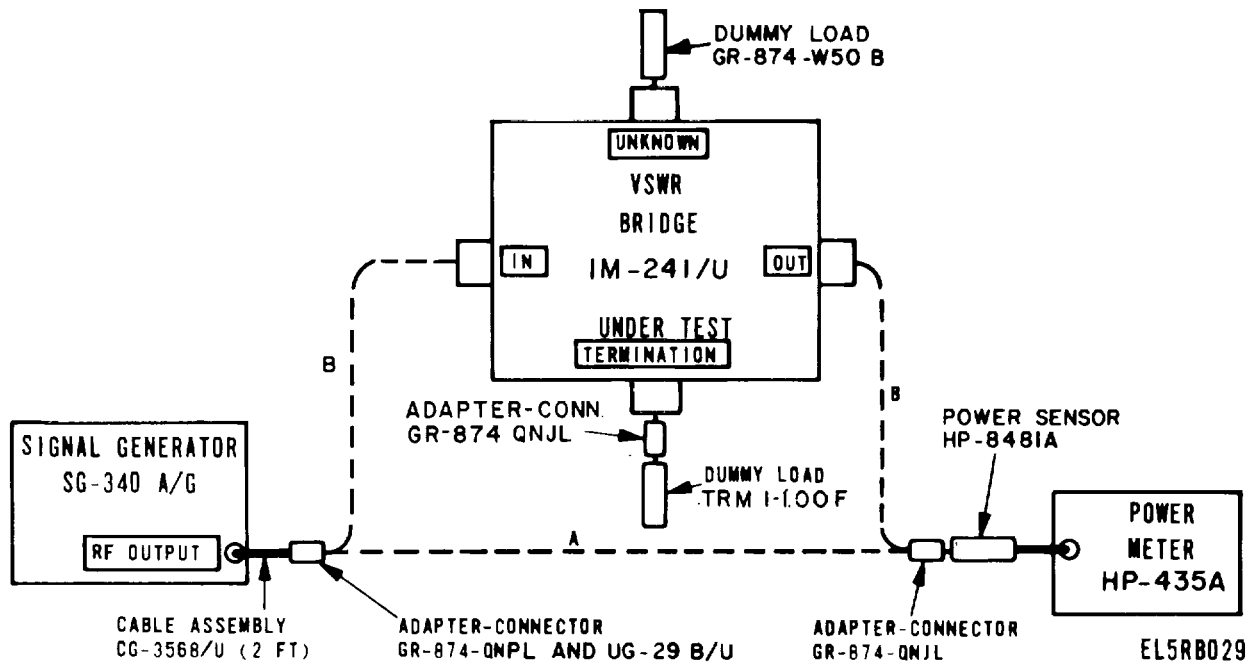 DUMMY LOAD
GR-874-W50 B
UNKNOWN
VSWR
BRIDGE
IM-241/U
IN
OUT
UNDER TEST
TERMINATION
B
B
ADAPTER-CONN.
GR-874 QNJL
DUMMY LOAD
TRM 1-1.00F
POWER SENSOR
HP-8481A
SIGNAL GENERATOR
SG-340 A/G
RF OUTPUT
A
POWER
METER
HP-435A
CABLE ASSEMBLY
CG-3568/U (2 FT)
ADAPTER-CONNECTOR
GR-874-QNPL AND UG-29 B/U
ADAPTER-CONNECTOR
GR-874-QNJL
EL5RB029